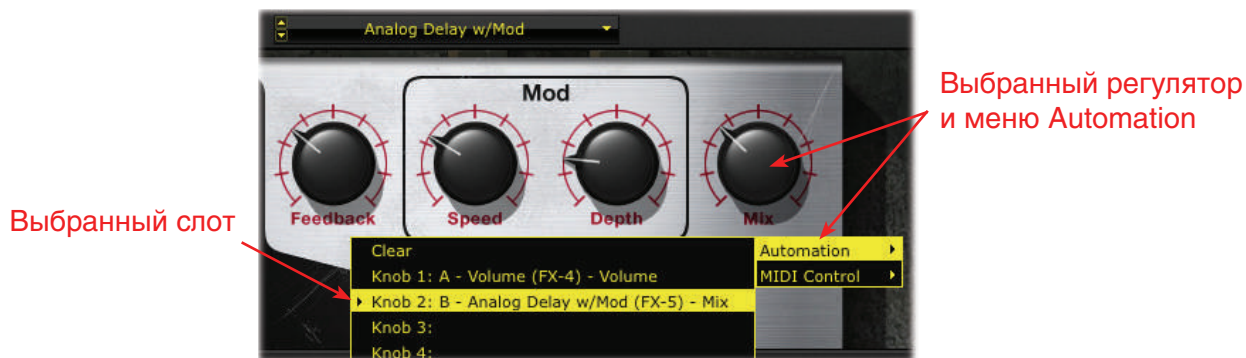 Analog Delay w/Mod
Mod
Feedback
Speed
Depth
Mix
Выбранный регулятор
и меню Automation
Выбранный слот
Clear
Knob 1: A - Volume (FX-4) - Volume
Knob 2: B - Analog Delay w/Mod (FX-5) - Mix
Knob 3:
Knob 4:
Automation
MIDI Control